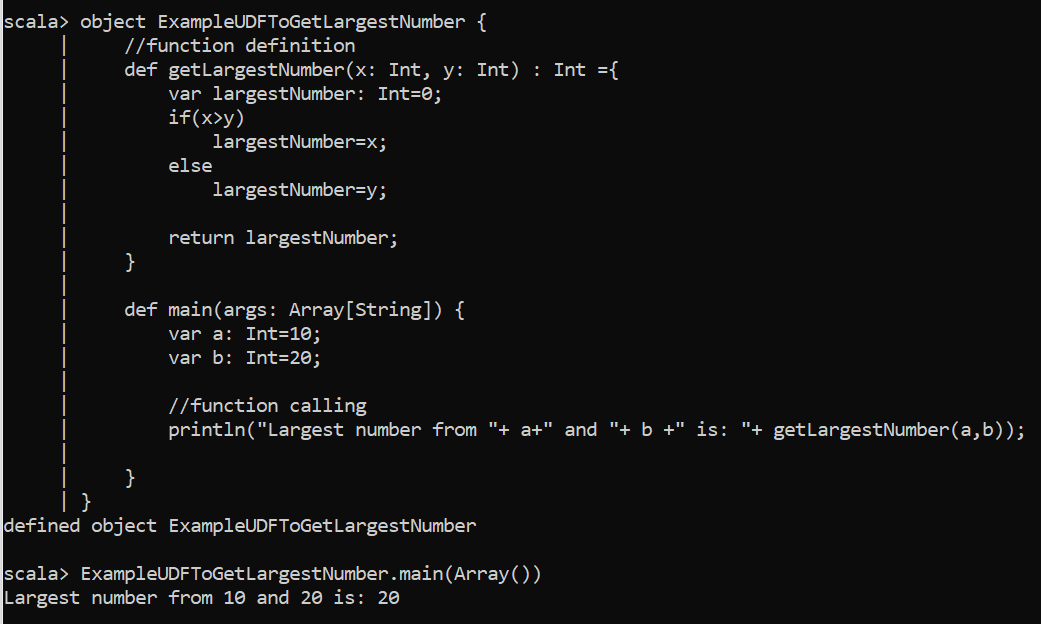 scala> object ExampleUDFToGetLargestNumber {
     |     //function definition
     |     def getLargestNumber(x: Int, y: Int) : Int ={
     |         var largestNumber: Int=0;
     |         if(x>y)
     |             largestNumber=x;
     |         else
     |             largestNumber=y;
     |
     |         return largestNumber;
     |     }
     |
     |     def main(args: Array[String]) {
     |         var a: Int=10;
     |         var b: Int=20;
     |
     |         //function calling
     |         println("Largest number from "+ a+" and "+ b +" is: "+ getLargestNumber(a,b));
     |
     |     }
     | }
defined object ExampleUDFToGetLargestNumber

scala> ExampleUDFToGetLargestNumber.main(Array())
Largest number from 10 and 20 is: 20